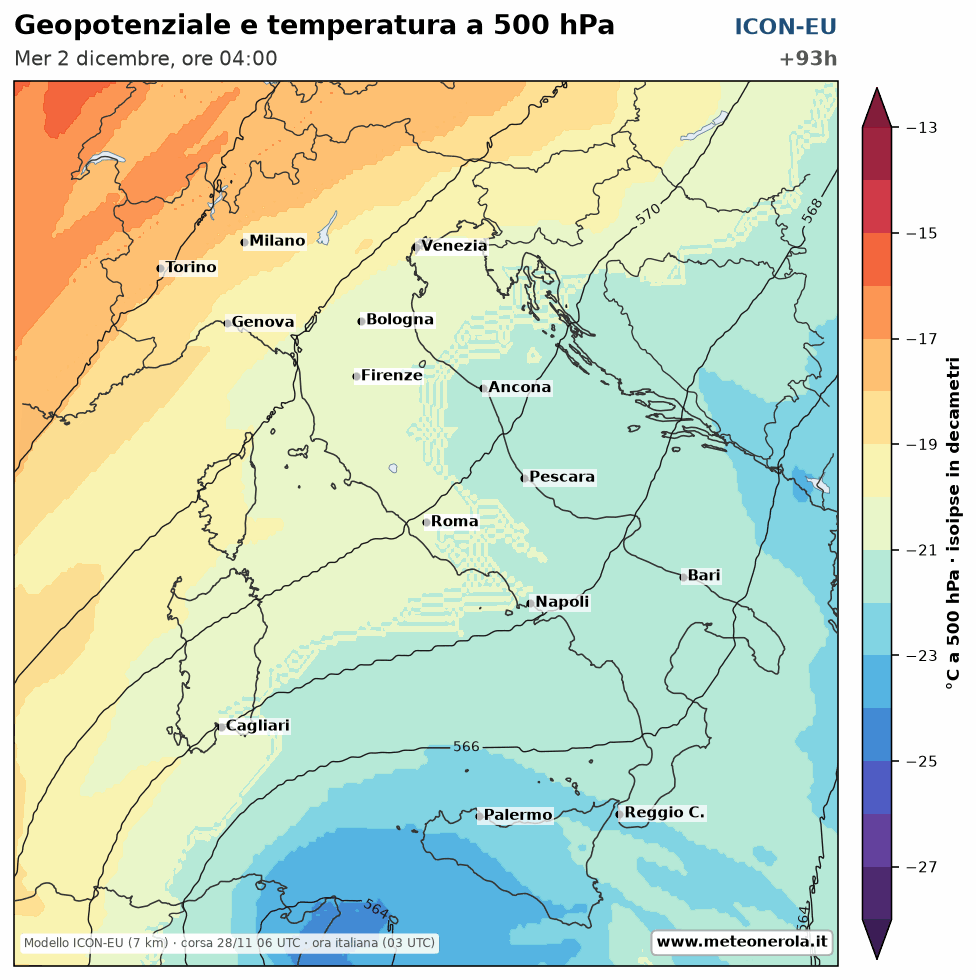 Geopotenziale e temperatura a 500 hPa
ICON-EU
Mer 2 dicembre, ore 04:00
+93h
−13
−15
−17
−19
−21
−23
−25
−27
°C a 500 hPa · isoipse in decametri
568
570
Milano
Venezia
Torino
Genova
Bologna
Firenze
Ancona
Pescara
Roma
Bari
Napoli
Cagliari
566
Palermo
Reggio C.
564
564
Modello ICON-EU (7 km) · corsa 28/11 06 UTC · ora italiana (03 UTC)
www.meteonerola.it